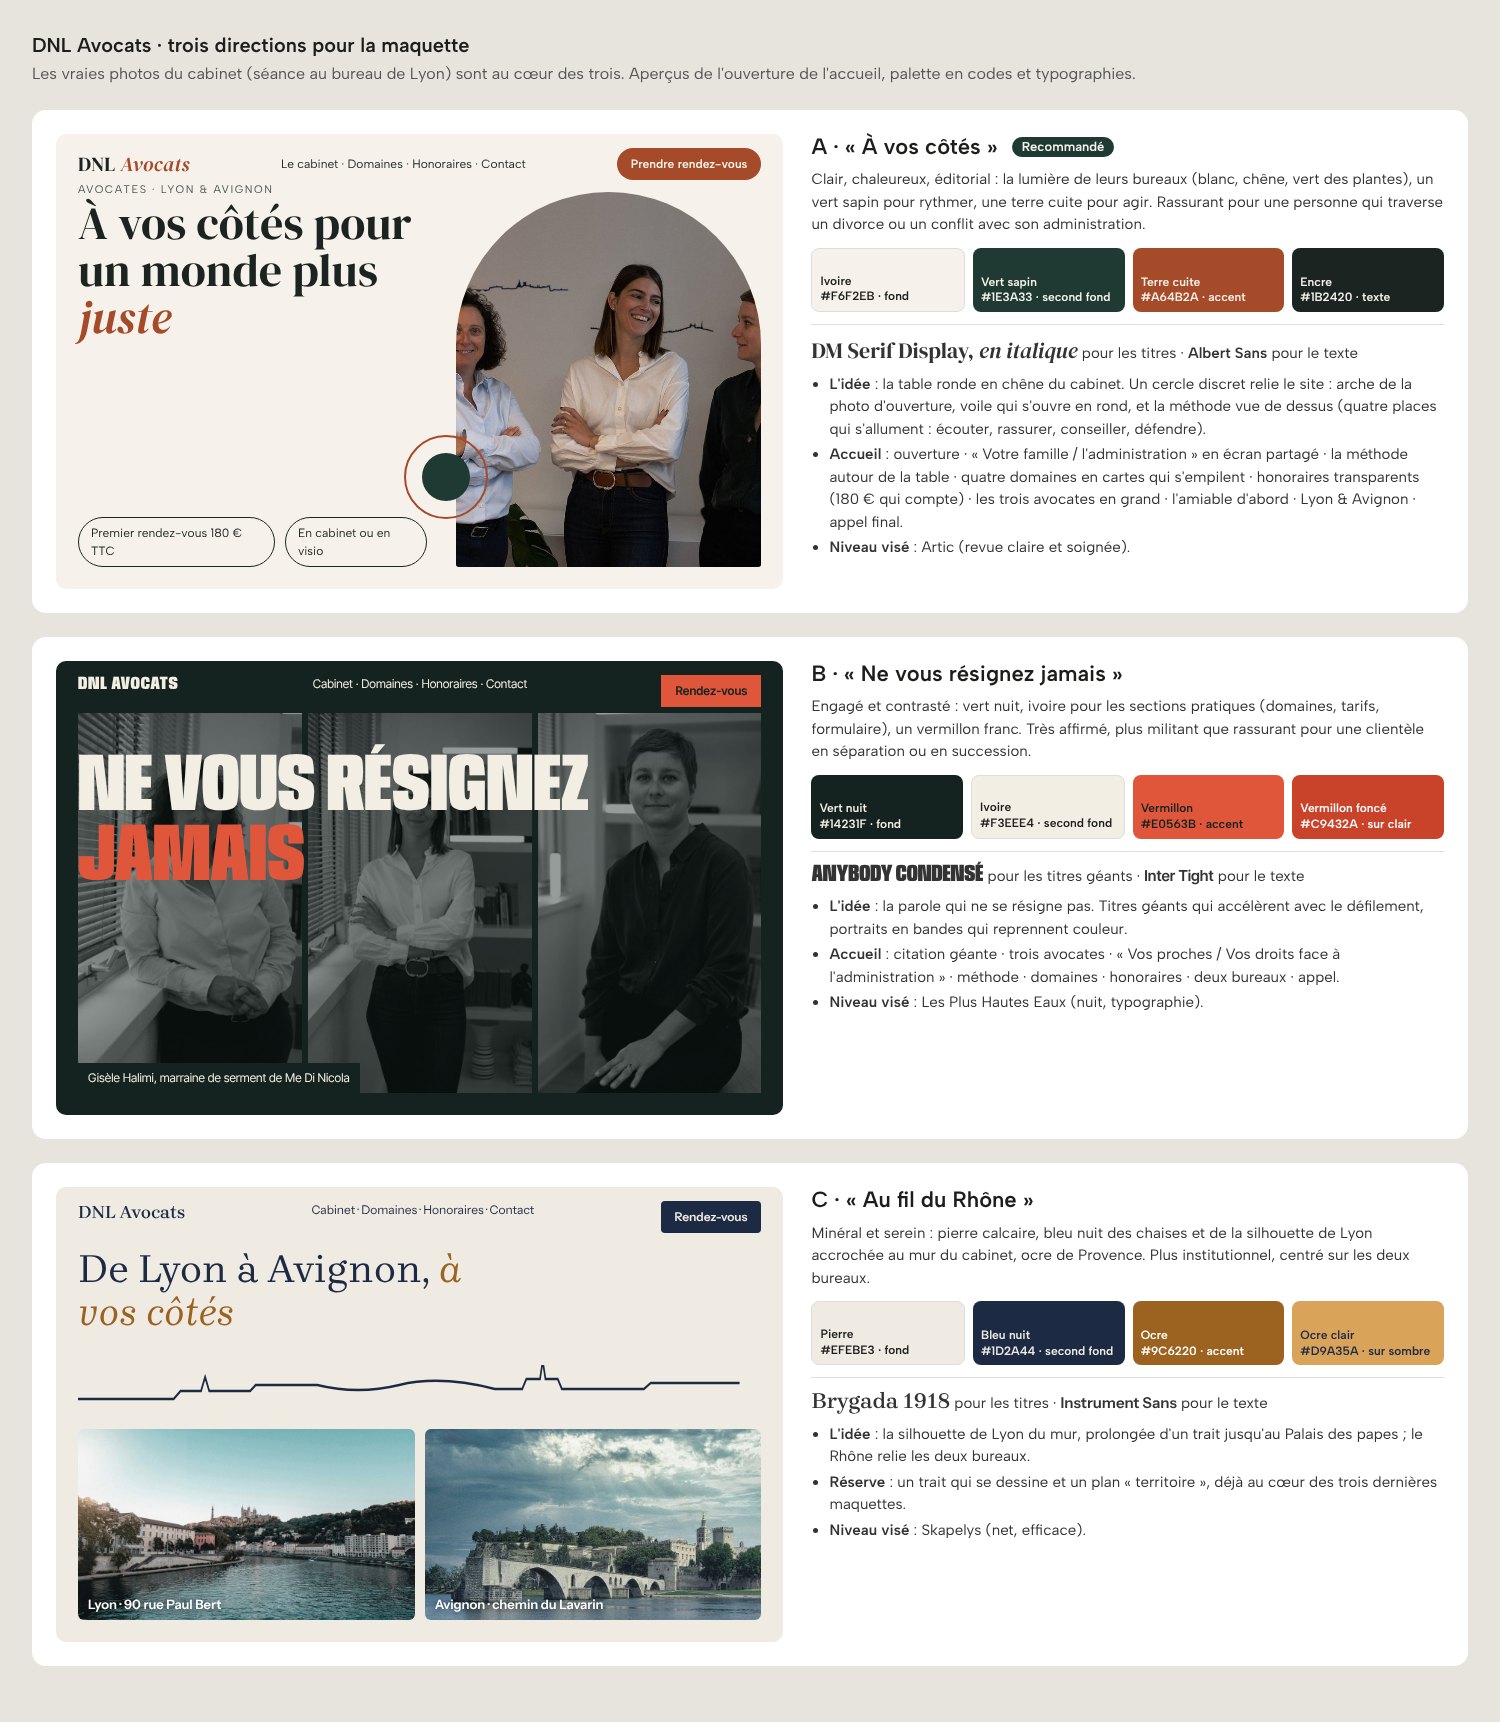 DNL Avocats · trois directions pour la maquette
Les vraies photos du cabinet (séance au bureau de Lyon) sont au cœur des trois. Aperçus de l'ouverture de l'accueil, palette en codes et typographies.
DNL Avocats
Le cabinet · Domaines · Honoraires · Contact
Prendre rendez-vous
AVOCATES · LYON & AVIGNON
À vos côtés pour
un monde plus
juste
Premier rendez-vous 180 €
TTC
En cabinet ou en
visio
A · « À vos côtés »
Recommandé
Clair, chaleureux, éditorial : la lumière de leurs bureaux (blanc, chêne, vert des plantes), un
vert sapin pour rythmer, une terre cuite pour agir. Rassurant pour une personne qui traverse
un divorce ou un conflit avec son administration.
Ivoire
#F6F2EB · fond
Vert sapin
#1E3A33 · second fond
Terre cuite
#A64B2A · accent
Encre
#1B2420 · texte
DM Serif Display, en italique pour les titres · Albert Sans pour le texte
• L'idée : la table ronde en chêne du cabinet. Un cercle discret relie le site : arche de la
photo d'ouverture, voile qui s'ouvre en rond, et la méthode vue de dessus (quatre places
qui s'allument : écouter, rassurer, conseiller, défendre).
• Accueil : ouverture · « Votre famille / l'administration » en écran partagé · la méthode
autour de la table · quatre domaines en cartes qui s'empilent · honoraires transparents
(180 € qui compte) · les trois avocates en grand · l'amiable d'abord · Lyon & Avignon ·
appel final.
• Niveau visé : Artic (revue claire et soignée).
DNL AVOCATS
Cabinet · Domaines · Honoraires · Contact
Rendez-vous
NE VOUS RÉSIGNEZ
JAMAIS
Gisèle Halimi, marraine de serment de Me Di Nicola
B · « Ne vous résignez jamais »
Engagé et contrasté : vert nuit, ivoire pour les sections pratiques (domaines, tarifs,
formulaire), un vermillon franc. Très affirmé, plus militant que rassurant pour une clientèle
en séparation ou en succession.
Vert nuit
#14231F · fond
Ivoire
#F3EEE4 · second fond
Vermillon
#E0563B · accent
Vermillon foncé
#C9432A · sur clair
ANYBODY CONDENSÉ pour les titres géants · Inter Tight pour le texte
• L'idée : la parole qui ne se résigne pas. Titres géants qui accélèrent avec le défilement,
portraits en bandes qui reprennent couleur.
• Accueil : citation géante · trois avocates · « Vos proches / Vos droits face à
l'administration » · méthode · domaines · honoraires · deux bureaux · appel.
• Niveau visé : Les Plus Hautes Eaux (nuit, typographie).
DNL Avocats
Cabinet · Domaines · Honoraires · Contact
Rendez-vous
De Lyon à Avignon, à
vos côtés
Lyon · 90 rue Paul Bert
Avignon · chemin du Lavarin
C · « Au fil du Rhône »
Minéral et serein : pierre calcaire, bleu nuit des chaises et de la silhouette de Lyon
accrochée au mur du cabinet, ocre de Provence. Plus institutionnel, centré sur les deux
bureaux.
Pierre
#EFEBE3 · fond
Bleu nuit
#1D2A44 · second fond
Ocre
#9C6220 · accent
Ocre clair
#D9A35A · sur sombre
Brygada 1918 pour les titres · Instrument Sans pour le texte
• L'idée : la silhouette de Lyon du mur, prolongée d'un trait jusqu'au Palais des papes ; le
Rhône relie les deux bureaux.
• Réserve : un trait qui se dessine et un plan « territoire », déjà au cœur des trois dernières
maquettes.
• Niveau visé : Skapelys (net, efficace).